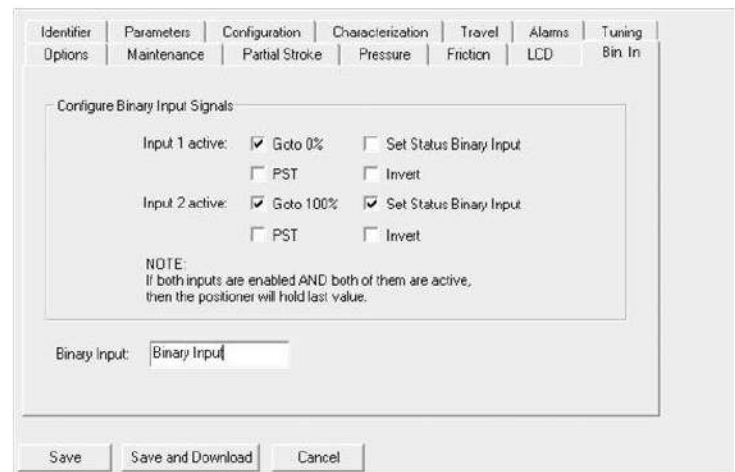 Identifier Parameters Configuration Characterization Travel Alarms Tuning
Options Maintenance Partial Stroke Pressure Friction LCD Bin. In
Configure Binary Input Signals
Input 1 active: Goto 0% Set Status Binary Input
PST Invert
Input 2 active: Goto 100% Set Status Binary Input
PST Invert
NOTE:
If both inputs are enabled AND both of them are active,
then the positioner will hold last value.
Binary Input: Binary Input
Save Save and Download Cancel